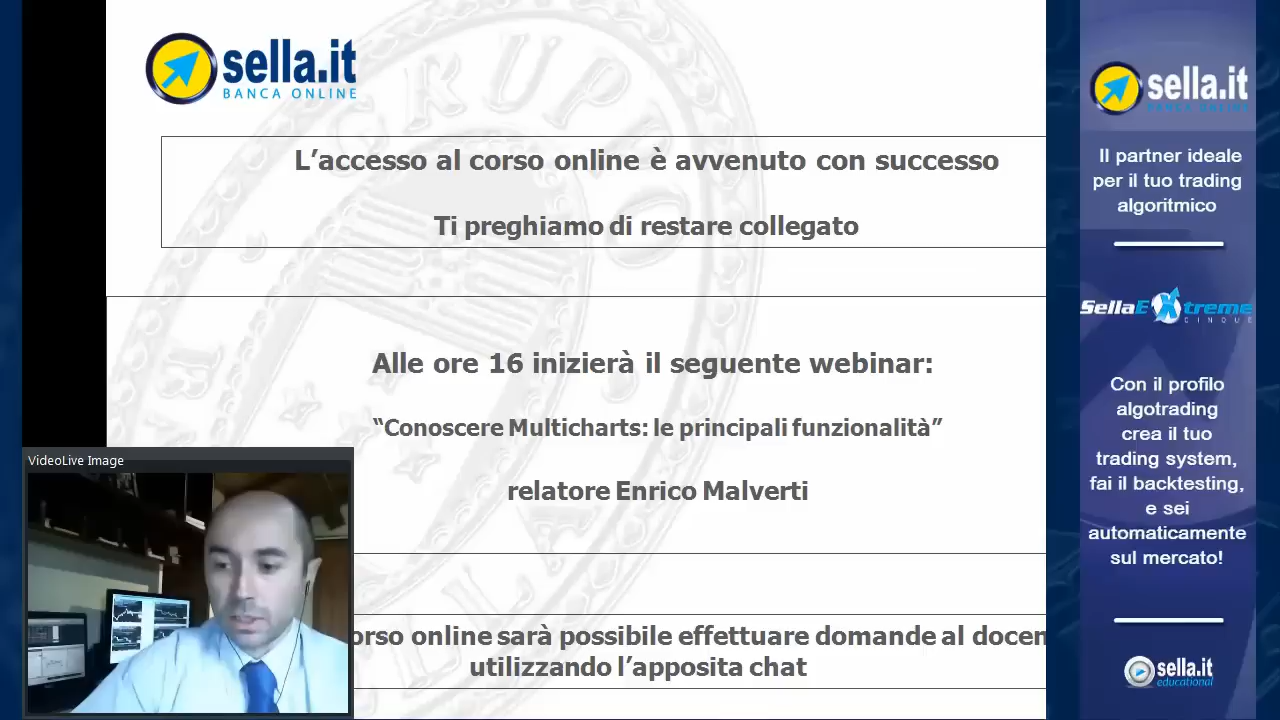 sella.it
BANCA ONLINE
L'accesso al corso online è avvenuto con successo
Ti preghiamo di restare collegato
Alle ore 16 inizierà il seguente webinar:
“Conoscere Multicharts: le principali funzionalità”
relatore Enrico Malverti
orso online sarà possibile effettuare domande al docen
utilizzando l'apposita chat
VideoLive Image
sella.it
BANCA ONLINE
Il partner ideale
per il tuo trading
algoritmico
SellaEXtreme
CINQUE
Con il profilo
algotrading
crea il tuo
trading system,
fai il backtesting,
e sei
automaticamente
sul mercato!
sella.it
educational